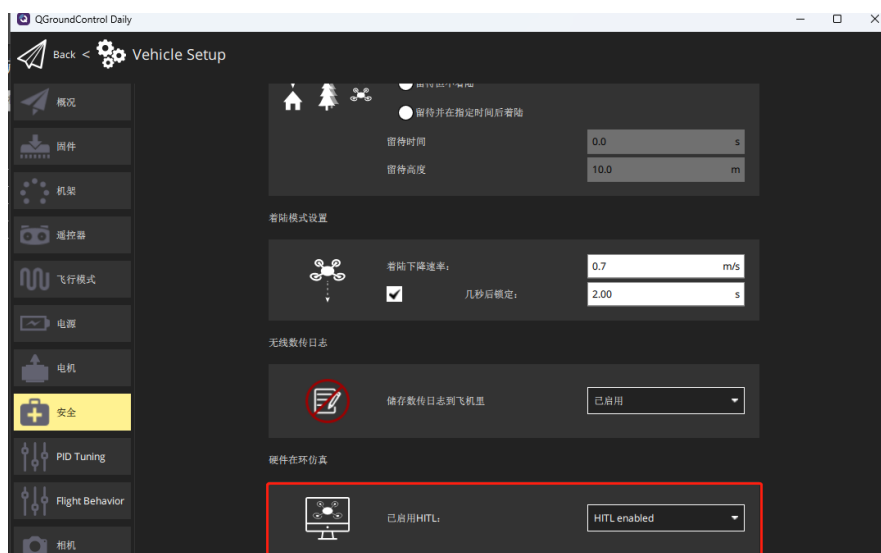 QGroundControl Daily
Back < Vehicle Setup
概况
固件
机架
遥控器
飞行模式
电源
电机
安全
PID Tuning
Flight Behavior
相机
留待并在指定时间后着陆
留待时间 0.0 s
留待高度 10.0 m
着陆模式设置
着陆下降速率: 0.7 m/s
几秒后锁定: 2.00 s
无线数传日志
储存数传日志到飞机里 已启用
硬件在环仿真
已启用HITL: HITL enabled